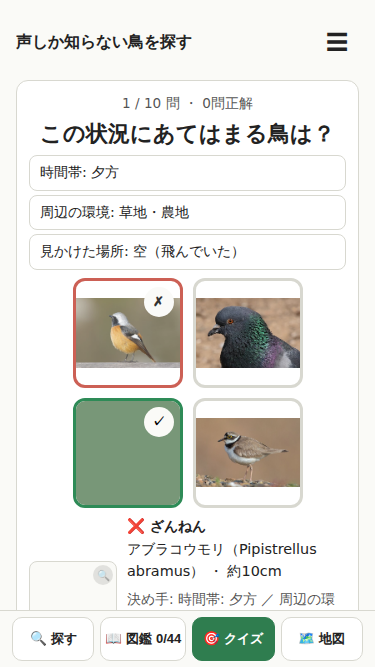 声しか知らない鳥を探す
1 / 10 問 ・ 0問正解
この状況にあてはまる鳥は？
時間帯: 夕方
周辺の環境: 草地・農地
見かけた場所: 空（飛んでいた）
✗
✓
❌ ざんねん
アブラコウモリ（Pipistrellus
abramus） ・ 約10cm
決め手: 時間帯: 夕方 ／ 周辺の環
🔍 探す
📖 図鑑 0/44
🎯 クイズ
🗺️ 地図